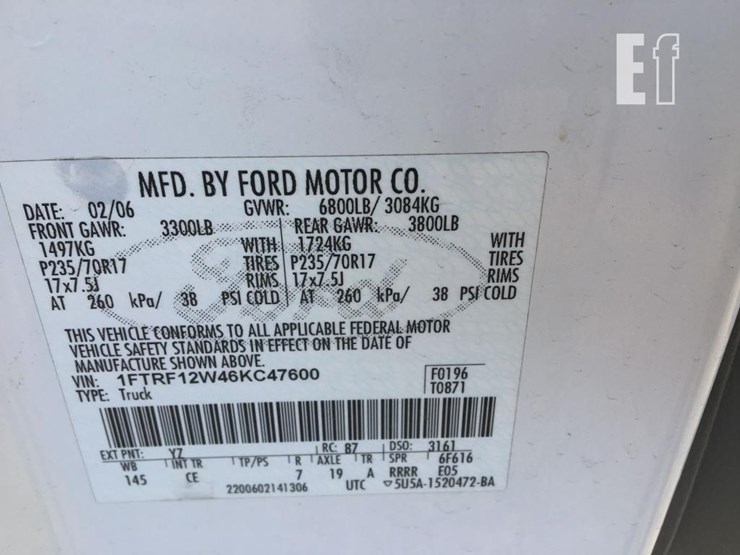 Ef
MFD. BY FORD MOTOR CO.
DATE: 02/06 GVWR: 6800LB/ 3084KG
FRONT GAWR: 3300LB REAR GAWR: 3800LB
1497KG WITH 1724KG WITH
P235/70R17 TIRES P235/70R17 TIRES
17x7.5J RIMS 17x7.5J RIMS
AT 260 kPa/ 38 PSI COLD AT 260 kPa/ 38 PSI COLD
Ford
THIS VEHICLE CONFORMS TO ALL APPLICABLE FEDERAL MOTOR
VEHICLE SAFETY STANDARDS IN EFFECT ON THE DATE OF
MANUFACTURE SHOWN ABOVE.
VIN: 1FTRF12W46KC47600 F0196
TYPE: Truck T0871
EXT PNT: YZ RC: 87 DSO: 3161
WB INT TR TP/PS R AXLE TR SPR 6F616
145 CE 7 19 A RRRR E05
2200602141306 UTC ▽5U5A-1520472-BA